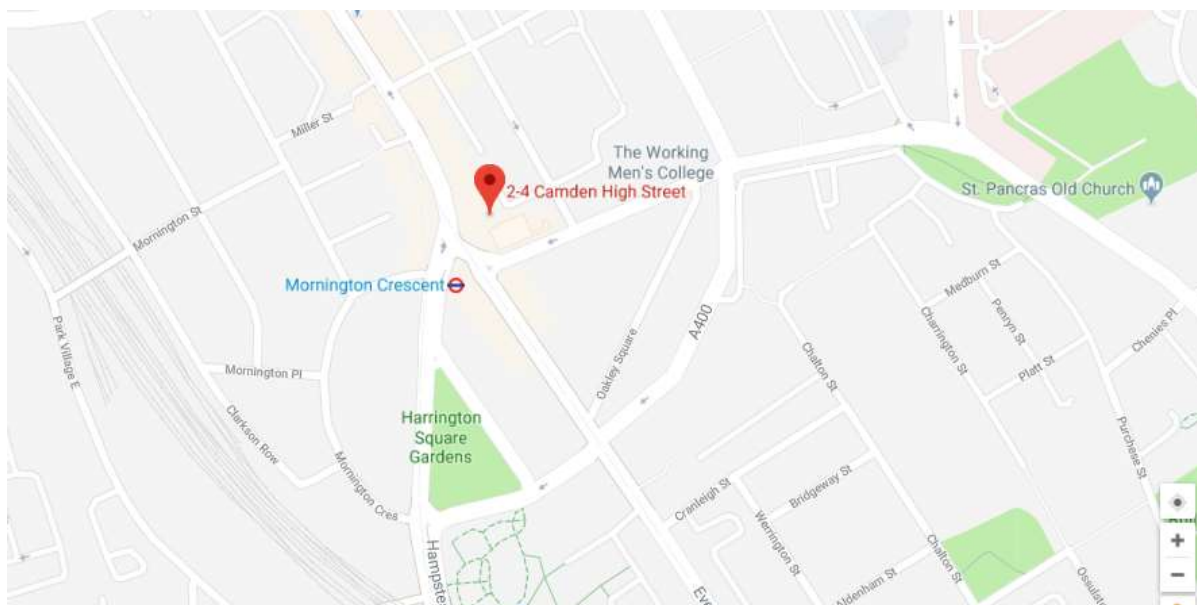 Miller St
The Working
Men's College
2-4 Camden High Street
St. Pancras Old Church
Mornington St
Mornington Crescent
Medburn St
Penryn St
Charrington St
Chenies Pl
Park Village E
A400
Oakley Square
Chalton St
Platt St
Mornington Pl
Clarkson Row
Harrington
Square
Gardens
Purchese St
Mornington Cres
Cranleigh St
Bridgeway St
Werrington St
Chalton St
Aldenham St
Hampste
Eve
Ossulst